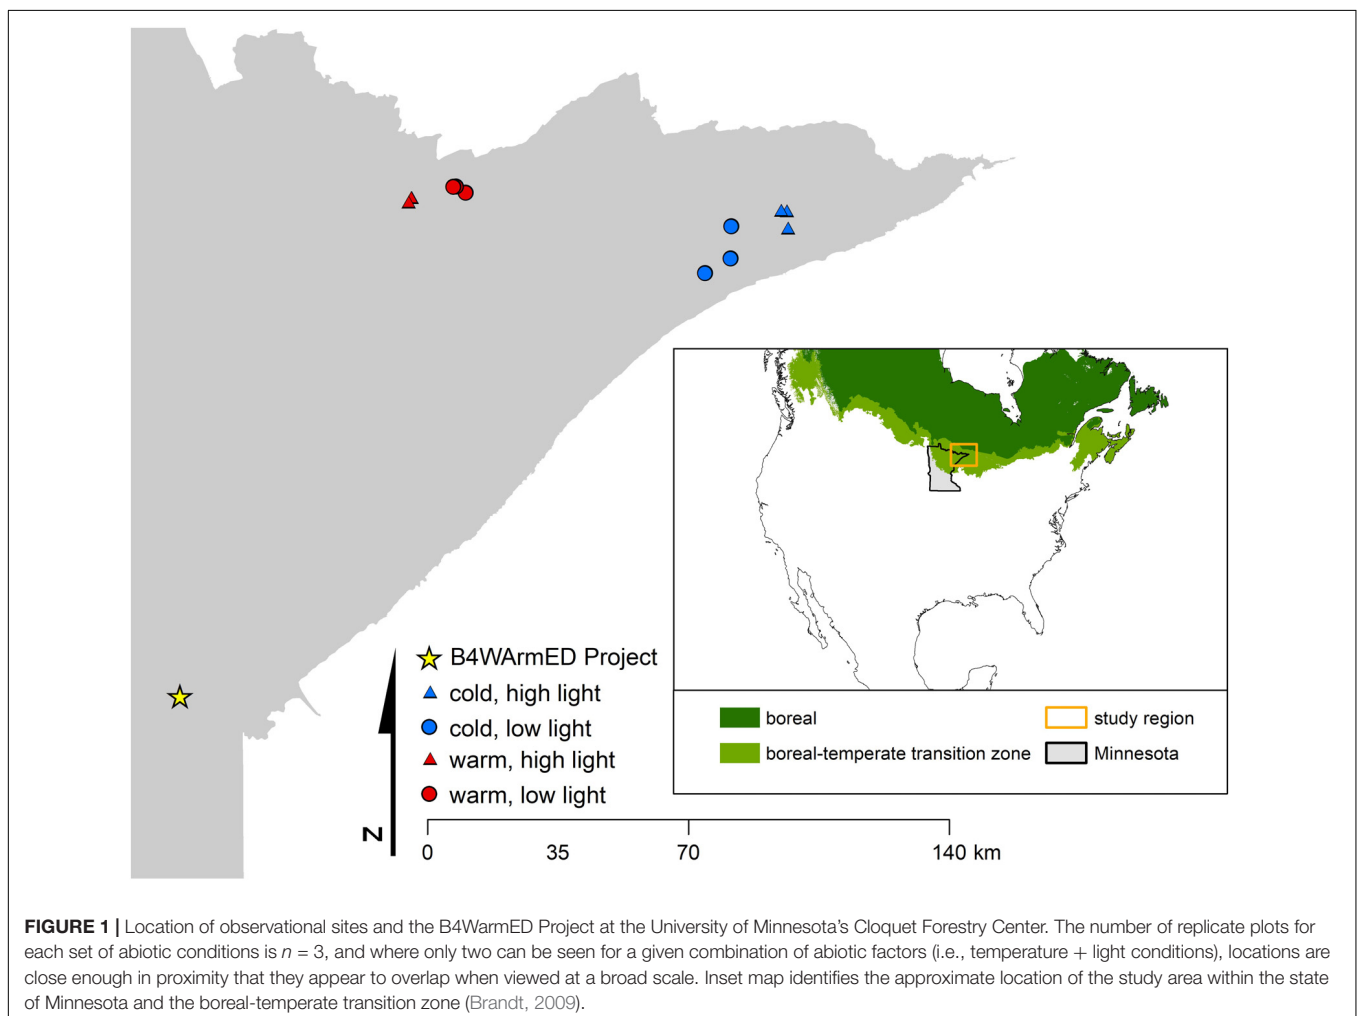 B4WArmED Project
cold, high light
cold, low light
warm, high light
warm, low light
N
0 35 70 140 km
boreal
boreal-temperate transition zone
study region
Minnesota
FIGURE 1 | Location of observational sites and the B4WarmED Project at the University of Minnesota's Cloquet Forestry Center. The number of replicate plots for
each set of abiotic conditions is n = 3, and where only two can be seen for a given combination of abiotic factors (i.e., temperature + light conditions), locations are
close enough in proximity that they appear to overlap when viewed at a broad scale. Inset map identifies the approximate location of the study area within the state
of Minnesota and the boreal-temperate transition zone (Brandt, 2009).